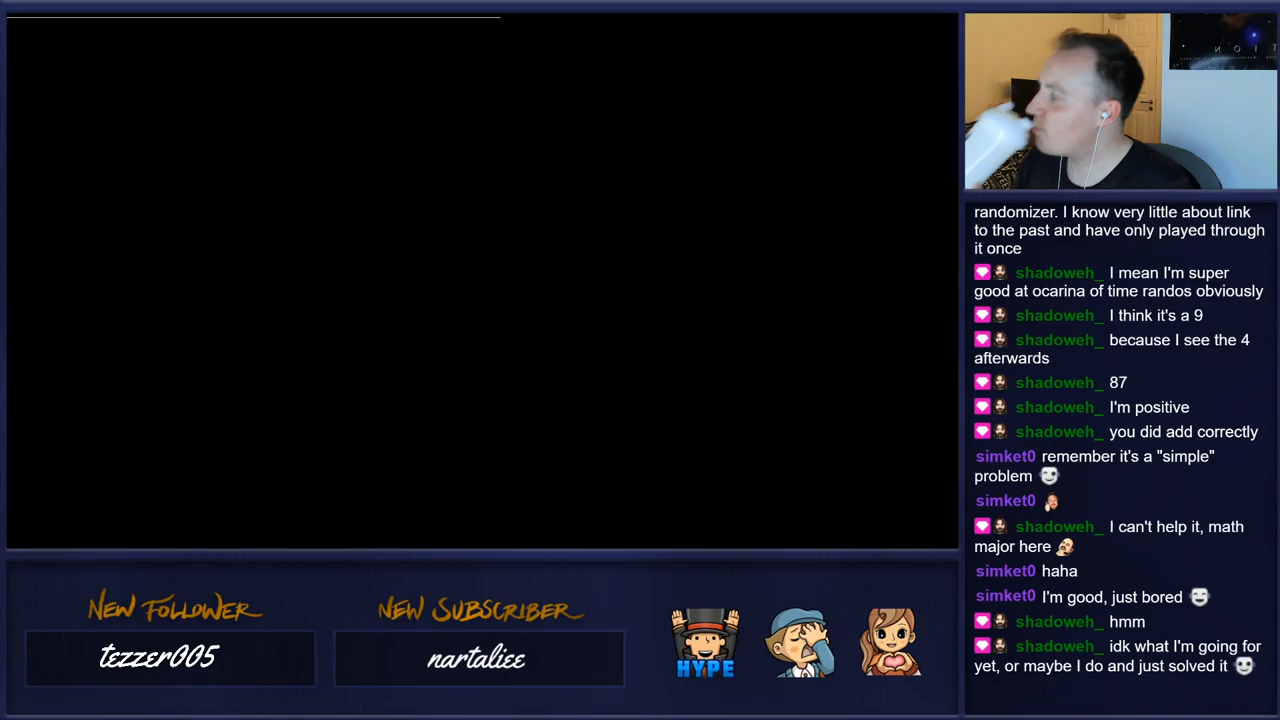 T I O N
randomizer. I know very little about link
to the past and have only played through
it once
shadoweh_ I mean I'm super
good at ocarina of time randos obviously
shadoweh_ I think it's a 9
shadoweh_ because I see the 4
afterwards
shadoweh_ 87
shadoweh_ I'm positive
shadoweh_ you did add correctly
simket0 remember it's a "simple"
problem
simket0
shadoweh_ I can't help it, math
major here
simket0 haha
simket0 I'm good, just bored
shadoweh_ hmm
shadoweh_ idk what I'm going for
yet, or maybe I do and just solved it
NEW FOLLOWER
tezzer005
NEW SUBSCRIBER
nartaliee
HYPE